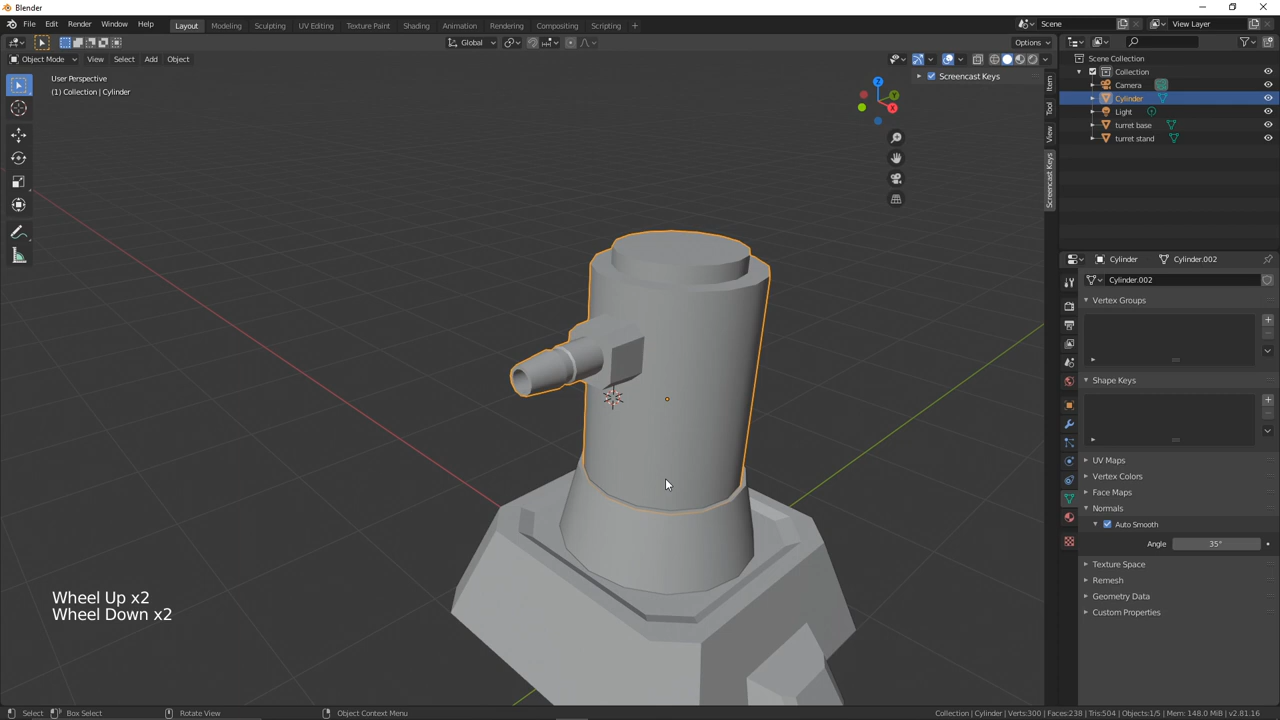 Blender
File Edit Render Window Help
Layout Modeling Sculpting UV Editing Texture Paint Shading Animation Rendering Compositing Scripting +
Scene
View Layer
Global
Options
Object Mode View Select Add Object
User Perspective
(1) Collection | Cylinder
Screencast Keys
Z
Y
X
Item
Tool
View
Screencast Keys
Scene Collection
Collection
Camera
Cylinder
Light
turret base
turret stand
Cylinder Cylinder.002
Cylinder.002
Vertex Groups
Shape Keys
UV Maps
Vertex Colors
Face Maps
Normals
Auto Smooth
Angle 35°
Texture Space
Remesh
Geometry Data
Custom Properties
Wheel Up x2
Wheel Down x2
Select Box Select Rotate View Object Context Menu
Collection | Cylinder | Verts:300 | Faces:238 | Tris:504 | Objects:1/5 | Mem: 148.0 MiB | v2.81.16